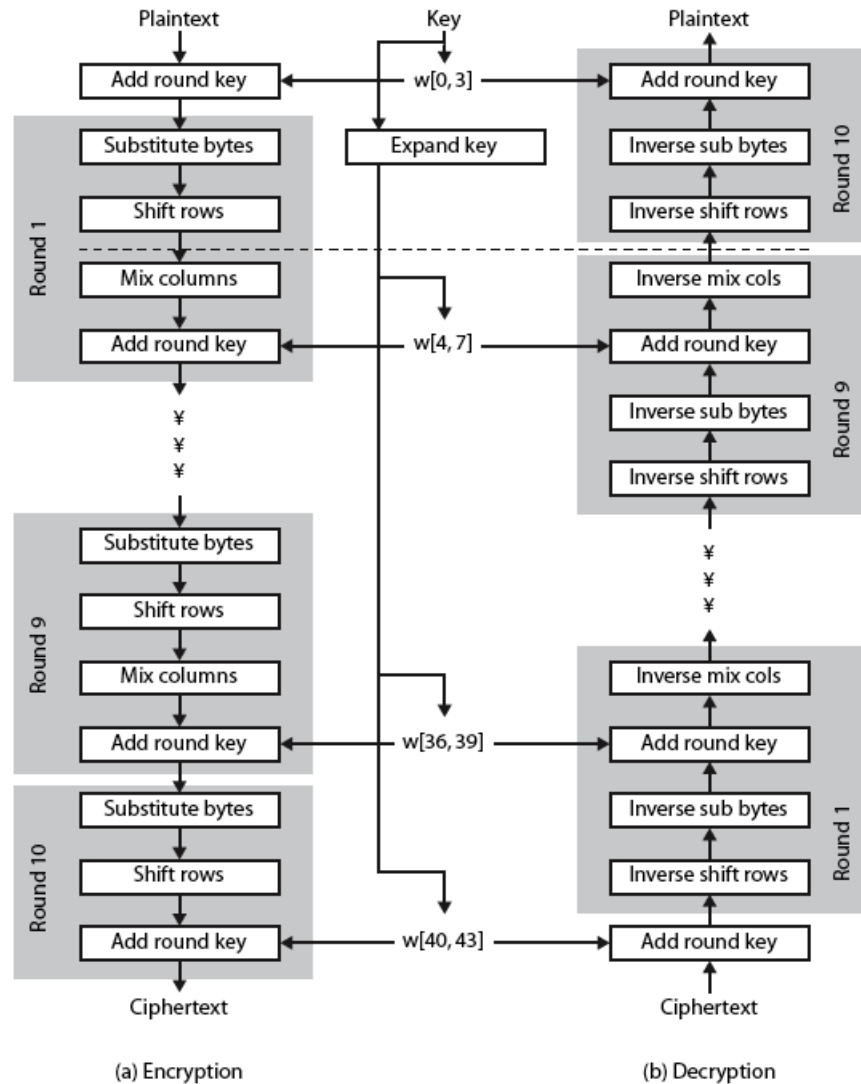 Plaintext
Add round key
Round 1
Substitute bytes
Shift rows
Mix columns
Add round key
¥
¥
¥
Round 9
Substitute bytes
Shift rows
Mix columns
Add round key
Round 10
Substitute bytes
Shift rows
Add round key
Ciphertext
(a) Encryption
Key
w[0, 3]
Expand key
w[4, 7]
w[36, 39]
w[40, 43]
Plaintext
Add round key
Inverse sub bytes
Inverse shift rows
Round 10
Inverse mix cols
Add round key
Inverse sub bytes
Inverse shift rows
Round 9
¥
¥
¥
Inverse mix cols
Add round key
Inverse sub bytes
Inverse shift rows
Round 1
Add round key
Ciphertext
(b) Decryption